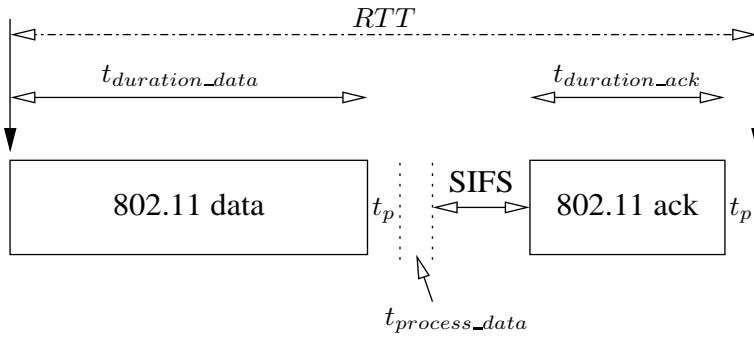 RTT
t_duration_data
t_duration_ack
802.11 data
t_p
SIFS
802.11 ack
t_p
t_process_data